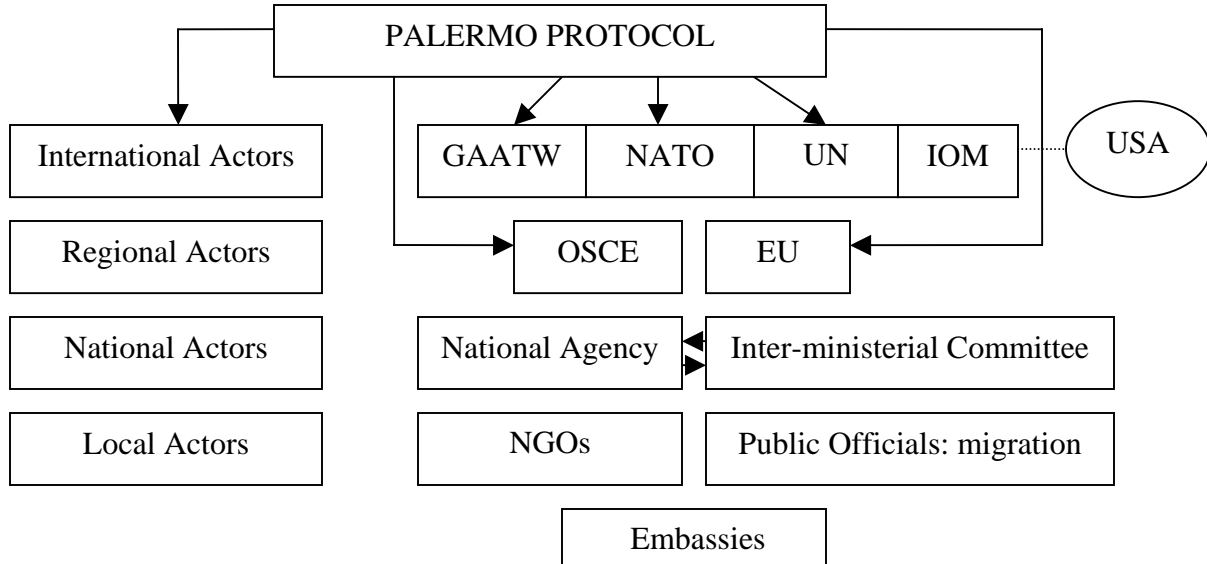 PALERMO PROTOCOL
International Actors
GAATW
NATO
UN
IOM
USA
Regional Actors
OSCE
EU
National Actors
National Agency
Inter-ministerial Committee
Local Actors
NGOs
Public Officials: migration
Embassies